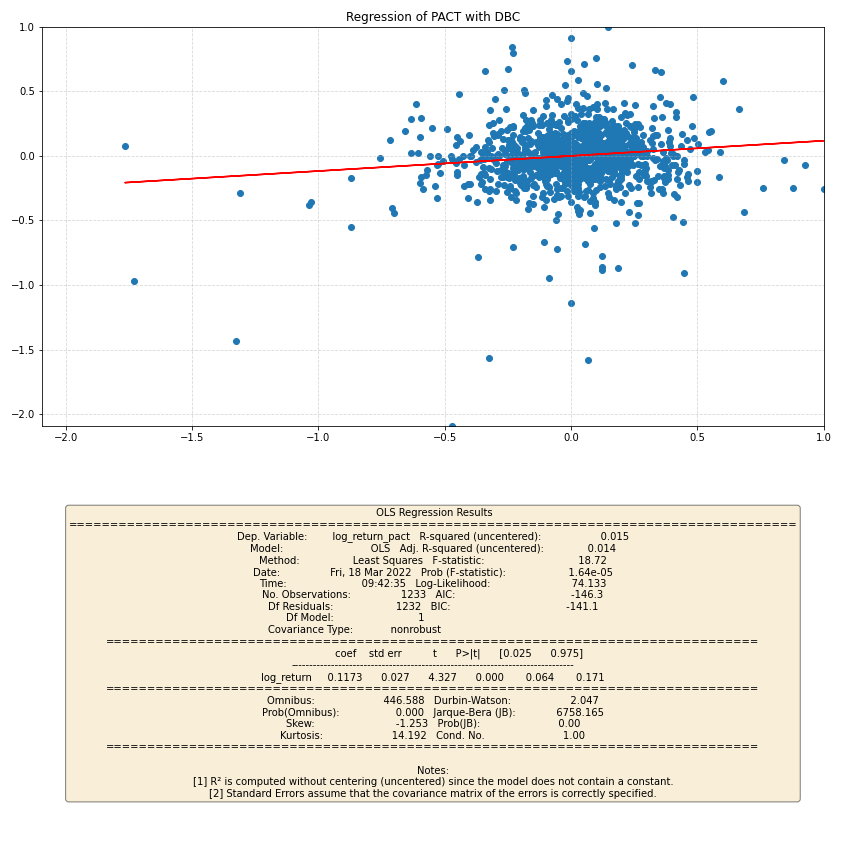 Regression of PACT with DBC
1.0
0.5
0.0
−0.5
−1.0
−1.5
−2.0
−2.0 −1.5 −1.0 −0.5 0.0 0.5 1.0
OLS Regression Results
==============================================================================
Dep. Variable: log_return_pact R-squared (uncentered): 0.015
Model: OLS Adj. R-squared (uncentered): 0.014
Method: Least Squares F-statistic: 18.72
Date: Fri, 18 Mar 2022 Prob (F-statistic): 1.64e-05
Time: 09:42:35 Log-Likelihood: 74.133
No. Observations: 1233 AIC: -146.3
Df Residuals: 1232 BIC: -141.1
Df Model: 1
Covariance Type: nonrobust
==============================================================================
coef std err t P>|t| [0.025 0.975]
------------------------------------------------------------------------------
log_return 0.1173 0.027 4.327 0.000 0.064 0.171
==============================================================================
Omnibus: 446.588 Durbin-Watson: 2.047
Prob(Omnibus): 0.000 Jarque-Bera (JB): 6758.165
Skew: -1.253 Prob(JB): 0.00
Kurtosis: 14.192 Cond. No. 1.00
==============================================================================
Notes:
[1] R² is computed without centering (uncentered) since the model does not contain a constant.
[2] Standard Errors assume that the covariance matrix of the errors is correctly specified.